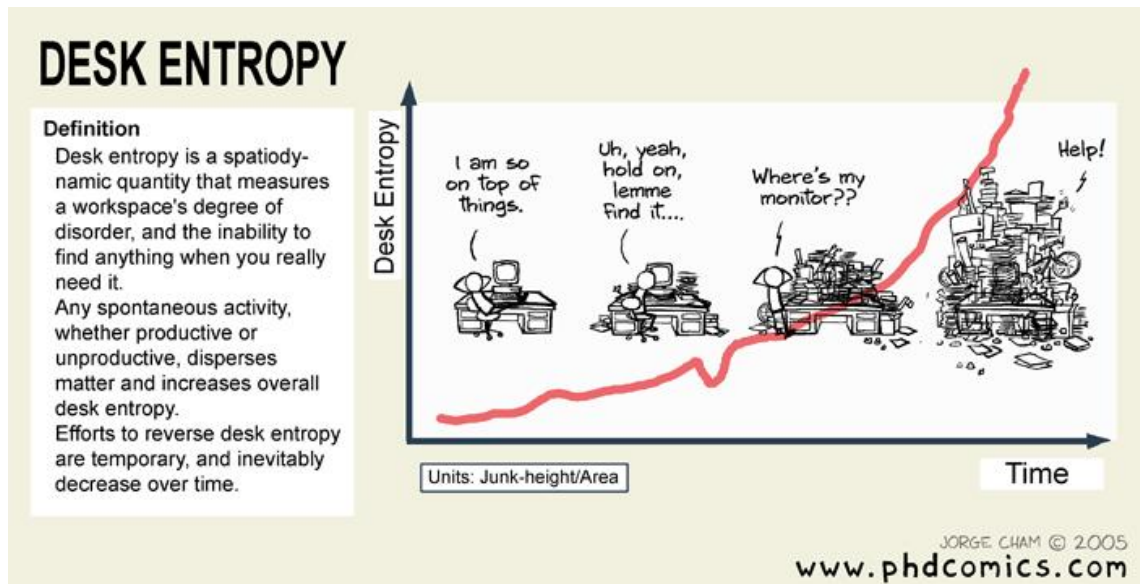 DESK ENTROPY
Definition
Desk entropy is a spatiody-
namic quantity that measures
a workspace's degree of
disorder, and the inability to
find anything when you really
need it.
Any spontaneous activity,
whether productive or
unproductive, disperses
matter and increases overall
desk entropy.
Efforts to reverse desk entropy
are temporary, and inevitably
decrease over time.
Desk Entropy
I am so
on top of
things.
Uh, yeah,
hold on,
lemme
find it....
Where's my
monitor??
Help!
Units: Junk-height/Area
Time
JORGE CHAM © 2005
www.phdcomics.com